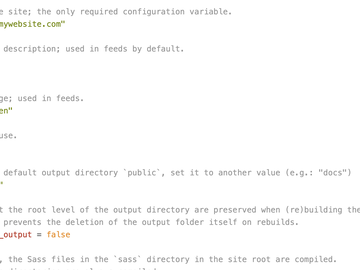 e site; the only required configuration variable.
mywebsite.com"
description; used in feeds by default.
ge; used in feeds.
en"
use.
default output directory `public`, set it to another value (e.g.: "docs")
"
t the root level of the output directory are preserved when (re)building the
prevents the deletion of the output folder itself on rebuilds.
_output = false
, the Sass files in the `sass` directory in the site root are compiled.